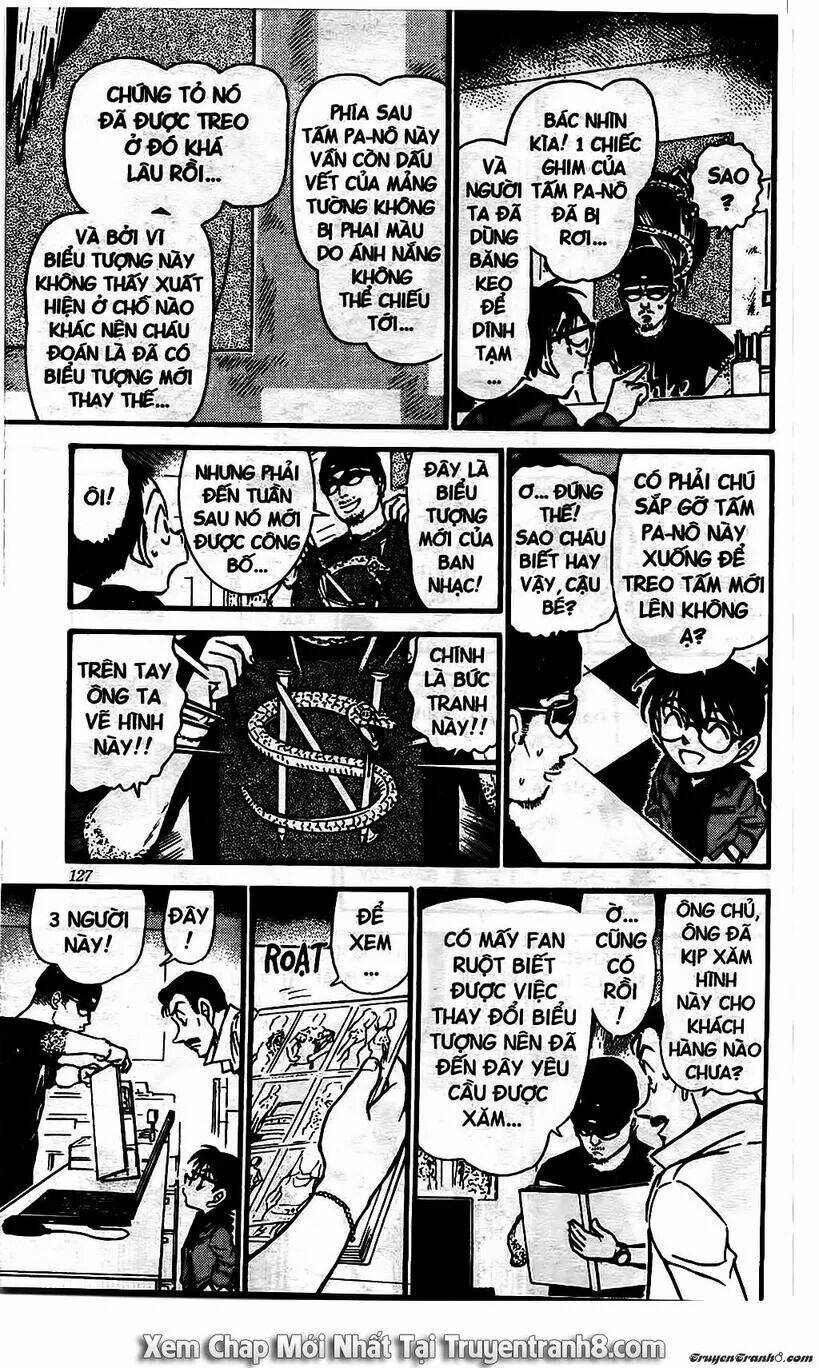 SAO
?
BÁC NHÌN
KÌA! 1 CHIẾC
GHIM CỦA
TẤM PA-NÔ
ĐÃ BỊ
RƠI...
VÀ
NGƯỜI
TA ĐÃ
DÙNG
BĂNG
KEO
ĐỂ
DÍNH
TẠM
...
PHÍA SAU
TẤM PA-NÔ NÀY
VẪN CÒN DẤU
VẾT CỦA MẢNG
TƯỜNG KHÔNG
BỊ PHAI MÀU
DO ÁNH NẮNG
KHÔNG
THỂ CHIẾU
TỚI...
CHỨNG TỎ NÓ
ĐÃ ĐƯỢC TREO
Ở ĐÓ KHÁ
LÂU RỒI...
VÀ BỞI VÌ
BIỂU TƯỢNG NÀY
KHÔNG THẤY XUẤT
HIỆN Ở CHỖ NÀO
KHÁC NÊN CHÁU
ĐOÁN LÀ ĐÃ CÓ
BIỂU TƯỢNG MỚI
THAY THẾ...
CÓ PHẢI CHÚ
SẮP GỠ TẤM
PA-NÔ NÀY
XUỐNG ĐỂ
TREO TẤM MỚI
LÊN KHÔNG
Ạ?
Ơ... ĐÚNG
THẾ!
SAO CHÁU
BIẾT HAY
VẬY, CẬU
BÉ?
ĐÂY LÀ
BIỂU
TƯỢNG
MỚI CỦA
BAN
NHẠC!
NHƯNG PHẢI
ĐẾN TUẦN
SAU NÓ MỚI
ĐƯỢC CÔNG
BỐ...
ÔI!
CHÍNH
LÀ BỨC
TRANH
NÀY!!
TRÊN TAY
ÔNG TA
VẼ HÌNH
NÀY!!
127
ÔNG CHỦ,
ÔNG ĐÃ
KỊP XĂM
HÌNH
NÀY CHO
KHÁCH
HÀNG NÀO
CHƯA?
Ờ...
CŨNG
CÓ
RỒI
!
CÓ MẤY FAN
RUỘT BIẾT
ĐƯỢC VIỆC
THAY ĐỔI BIỂU
TƯỢNG NÊN ĐÃ
ĐẾN ĐÂY YÊU
CẦU ĐƯỢC
XĂM...
ĐỂ
XEM
...
ROẠT
ĐÂY
!
3 NGƯỜI
NÀY!
Xem Chap Mới Nhất Tại Truyentranh8.com
TruyenTranh8.com